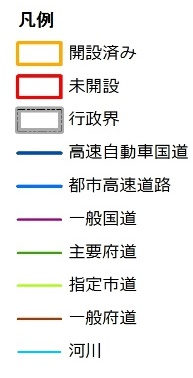 凡例
開設済み
未開設
行政界
高速自動車国道
都市高速道路
一般国道
主要府道
指定市道
一般府道
河川